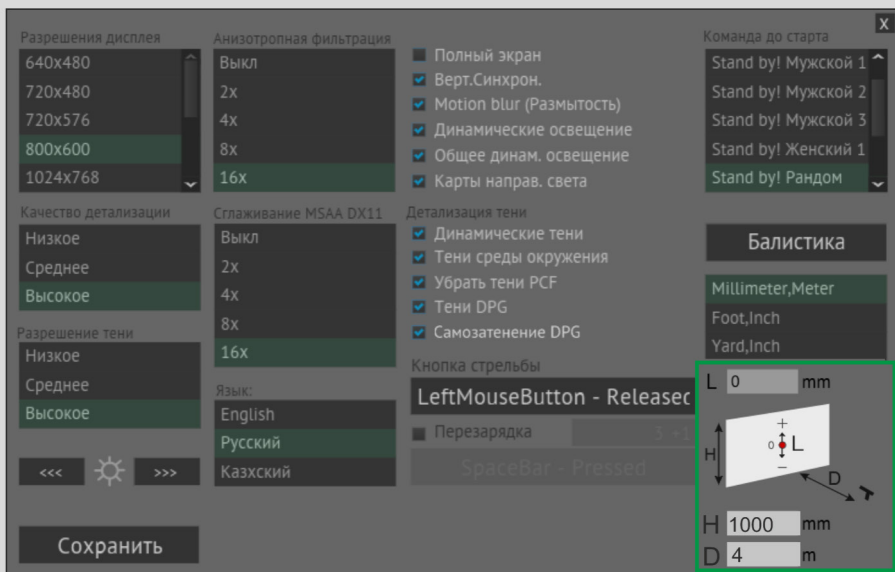 X
Разрешения дисплея
640x480
720x480
720x576
800x600
1024x768
Качество детализации
Низкое
Среднее
Высокое
Разрешение тени
Низкое
Среднее
Высокое
<<<
>>>
Сохранить
Анизотропная фильтрация
Выкл
2x
4x
8x
16x
Сглаживание MSAA DX11
Выкл
2x
4x
8x
16x
Язык:
English
Русский
Казхский
Полный экран
Верт.Синхрон.
Motion blur (Размытость)
Динамические освещение
Общее динам. освещение
Карты направ. света
Детализация тени
Динамические тени
Тени среды окружения
Убрать тени PCF
Тени DPG
Самозатенение DPG
Кнопка стрельбы
LeftMouseButton - Released
Перезарядка
3 +1
SpaceBar - Pressed
Команда до старта
Stand by! Мужской 1
Stand by! Мужской 2
Stand by! Мужской 3
Stand by! Женский 1
Stand by! Рандом
Балистика
Millimeter,Meter
Foot,Inch
Yard,Inch
L 0 mm
+
0 L
H
−
D
H 1000 mm
D 4 m